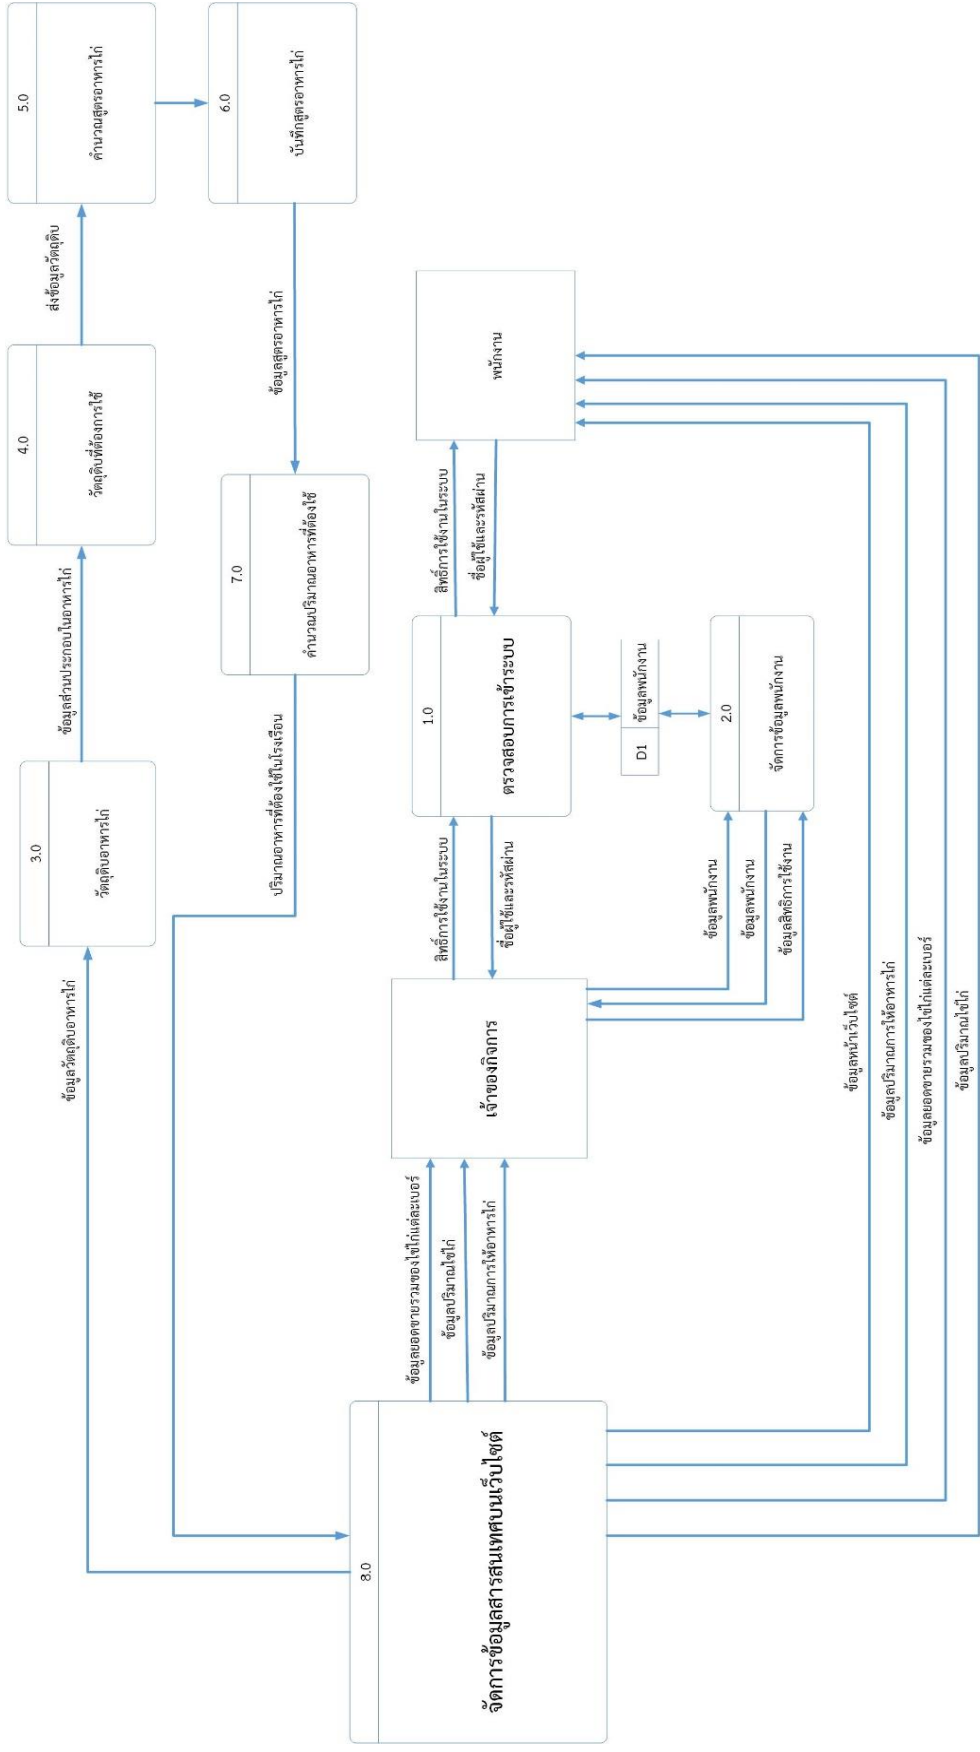 3.0
วัตถุดิบอาหารไก่
4.0
วัตถุดิบที่ต้องการใช้
5.0
คำนวณสูตรอาหารไก่
ข้อมูลวัตถุดิบอาหารไก่
ข้อมูลส่วนประกอบในอาหารไก่
ส่งข้อมูลวัตถุดิบ
6.0
บันทึกสูตรอาหารไก่
7.0
คำนวณปริมาณอาหารที่ต้องใช้
ปริมาณอาหารที่ต้องใช้ในโรงเรือน
ข้อมูลสูตรอาหารไก่
8.0
จัดการข้อมูลสารสนเทศบนเว็บไซต์
ข้อมูลยอดขายรวมของไข่ไก่แต่ละเบอร์
ข้อมูลปริมาณไข่ไก่
ข้อมูลปริมาณการให้อาหารไก่
เจ้าของกิจการ
สิทธิ์การใช้งานในระบบ
ชื่อผู้ใช้และรหัสผ่าน
1.0
ตรวจสอบการเข้าระบบ
สิทธิ์การใช้งานในระบบ
ชื่อผู้ใช้และรหัสผ่าน
พนักงาน
D1
ข้อมูลพนักงาน
2.0
จัดการข้อมูลพนักงาน
ข้อมูลพนักงาน
ข้อมูลพนักงาน
ข้อมูลสิทธิการใช้งาน
ข้อมูลหน้าเว็บไซต์
ข้อมูลปริมาณการให้อาหารไก่
ข้อมูลยอดขายรวมของไข่ไก่แต่ละเบอร์
ข้อมูลปริมาณไข่ไก่